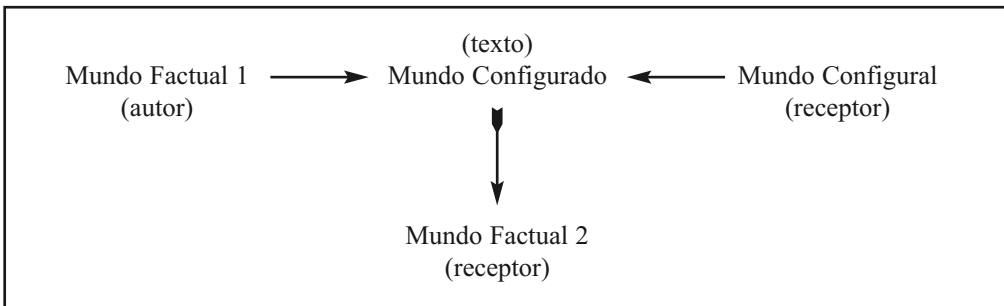 (texto)
Mundo Factual 1 Mundo Configurado Mundo Configural
(autor) (receptor)
Mundo Factual 2
(receptor)